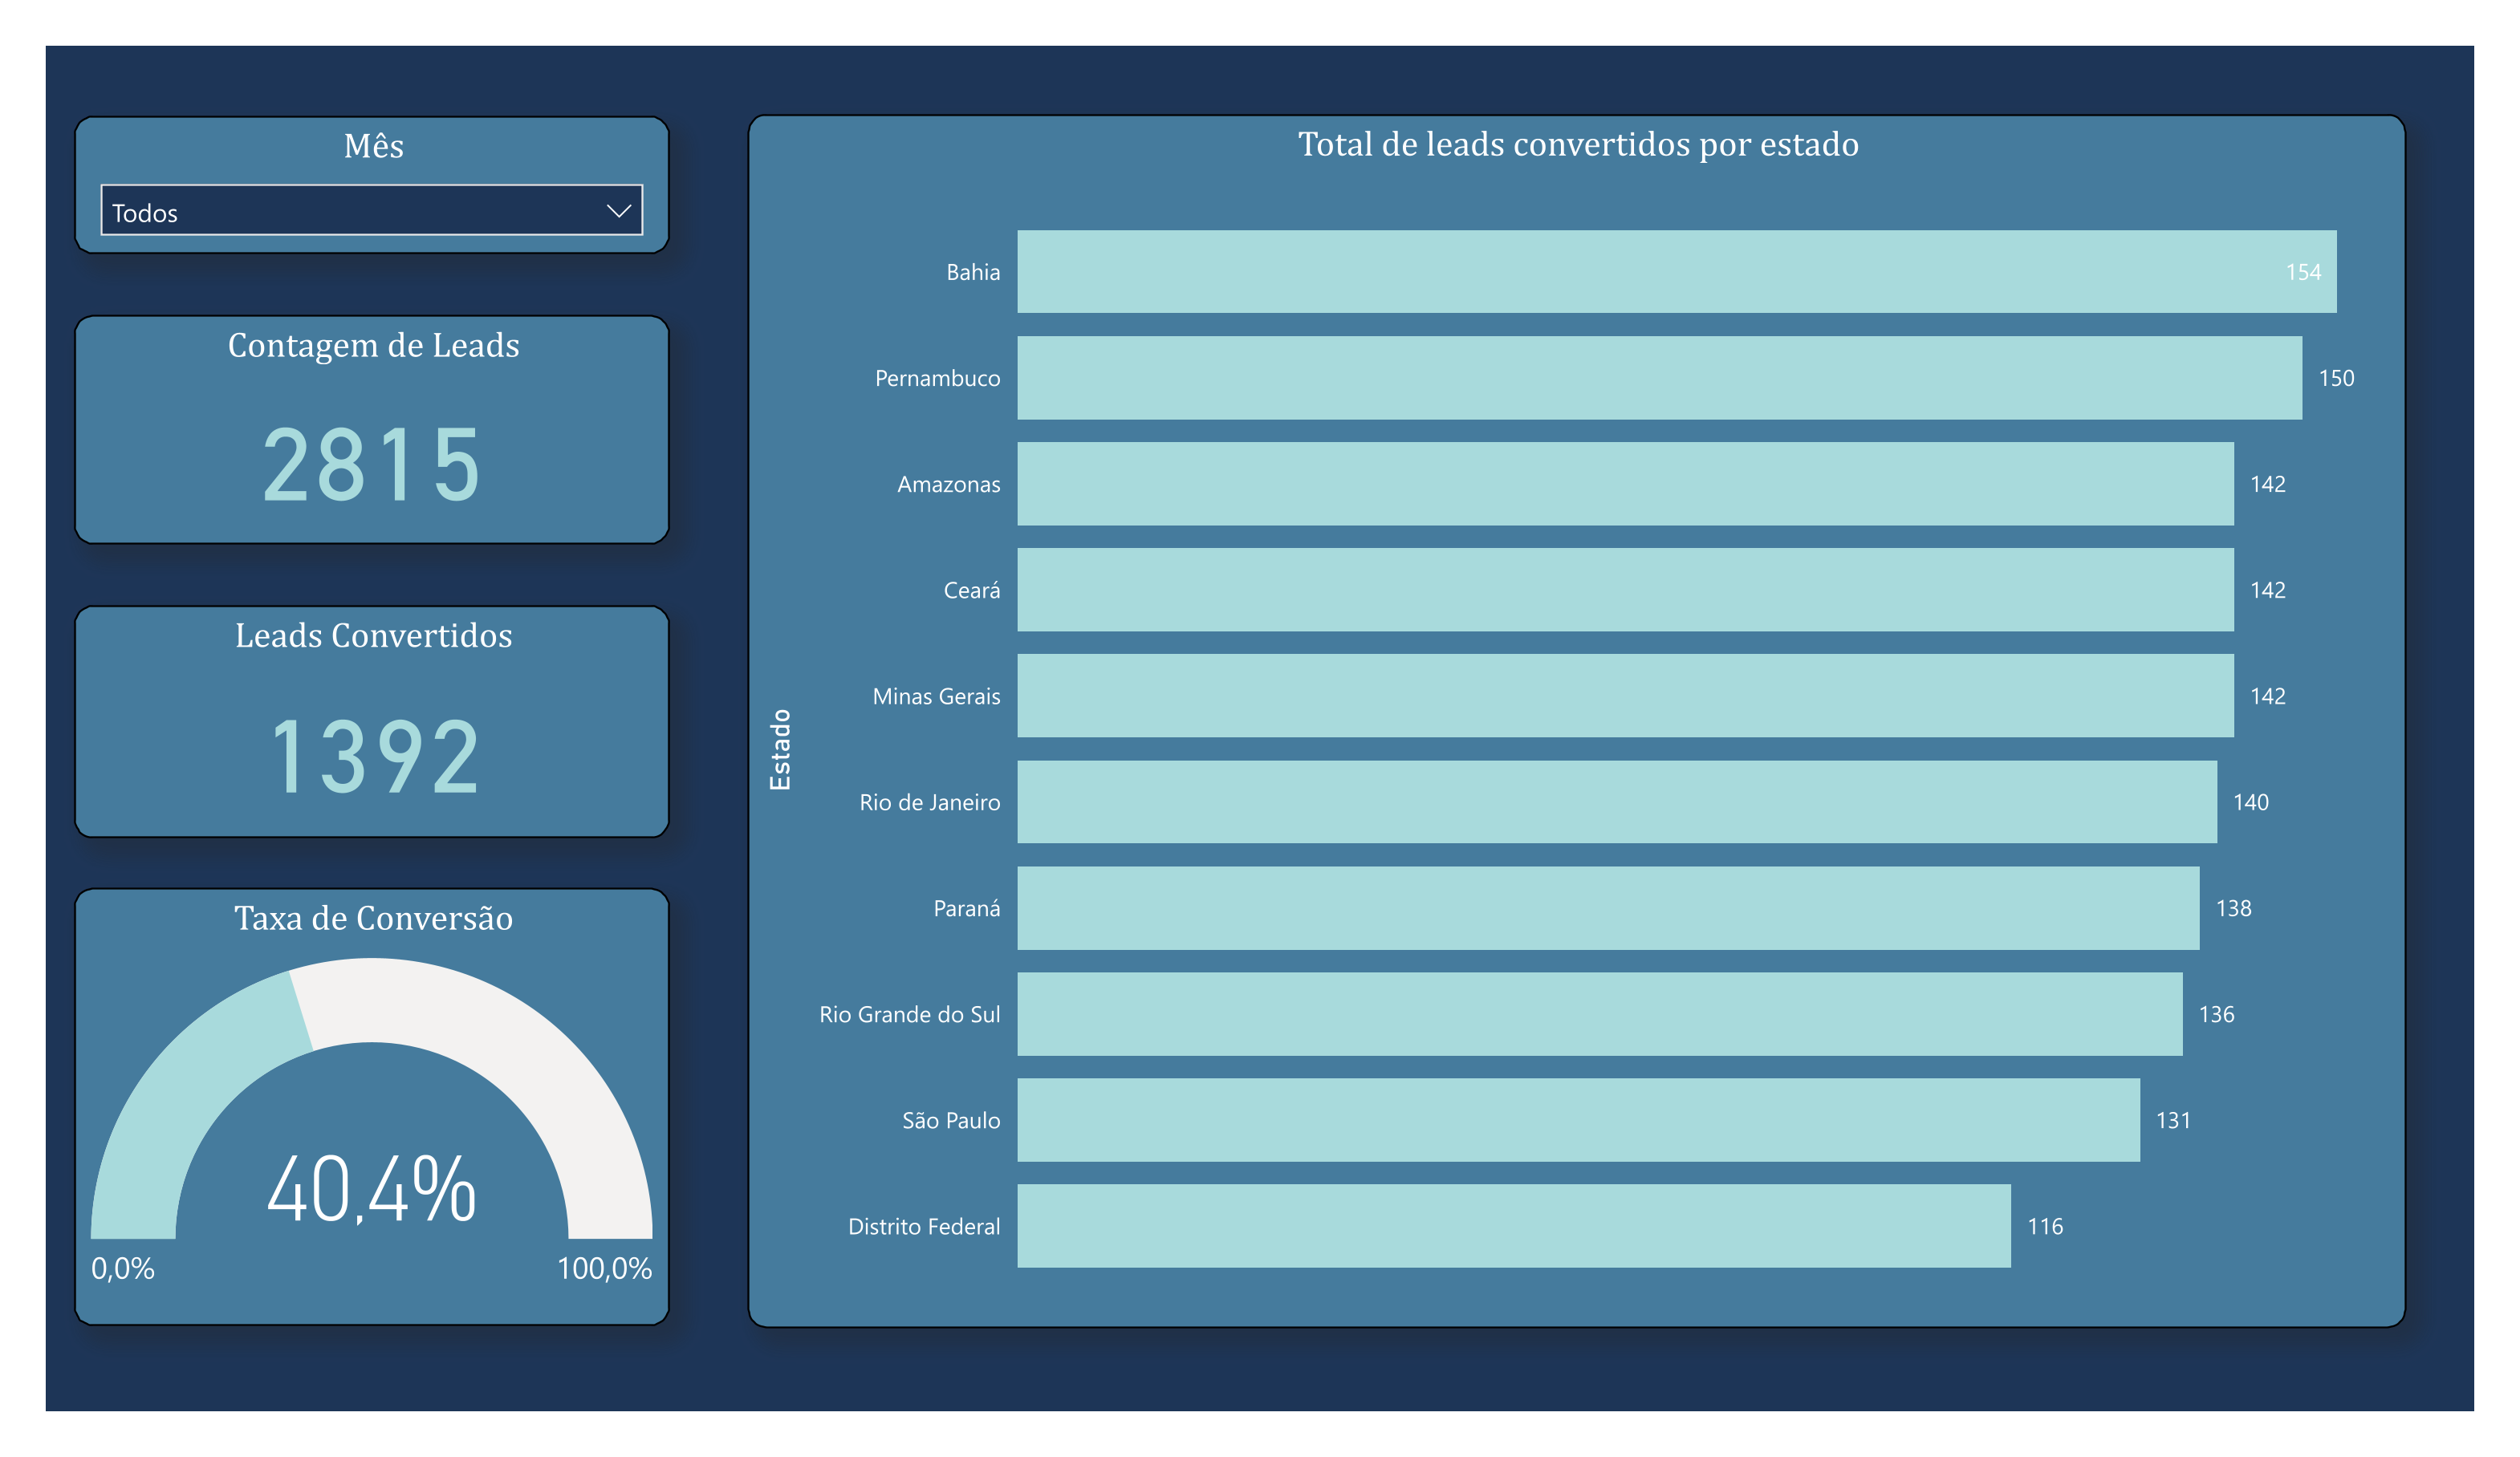 Mês
Todos
Contagem de Leads
2815
Leads Convertidos
1392
Taxa de Conversão
40,4%
0,0%
100,0%
Total de leads convertidos por estado
Estado
Bahia 154
Pernambuco 150
Amazonas 142
Ceará 142
Minas Gerais 142
Rio de Janeiro 140
Paraná 138
Rio Grande do Sul 136
São Paulo 131
Distrito Federal 116